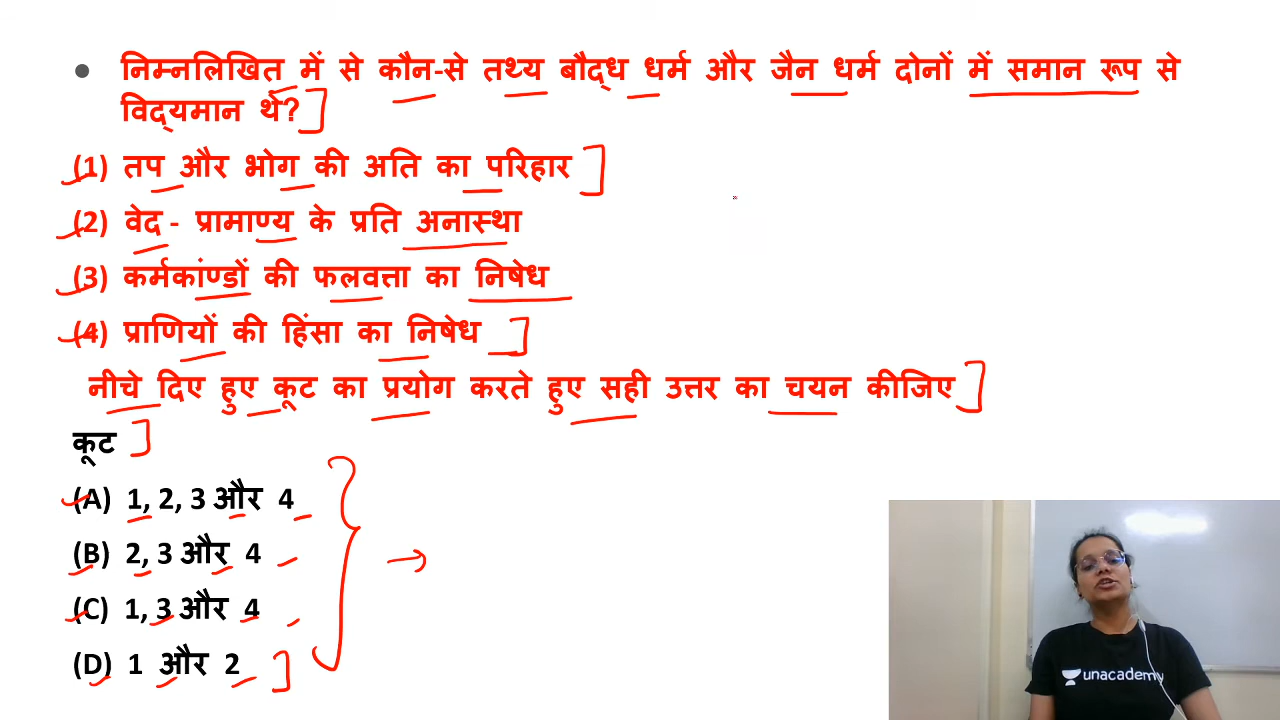 निम्नलिखित में से कौन-से तथ्य बौद्ध धर्म और जैन धर्म दोनों में समान रूप से
विद्यमान थे?
(1) तप और भोग की अति का परिहार
(2) वेद - प्रामाण्य के प्रति अनास्था
(3) कर्मकांण्डों की फलवत्ता का निषेध
(4) प्राणियों की हिंसा का निषेध
नीचे दिए हुए कूट का प्रयोग करते हुए सही उत्तर का चयन कीजिए
कूट
(A) 1, 2, 3 और 4
(B) 2, 3 और 4
(C) 1, 3 और 4
(D) 1 और 2
unacademy